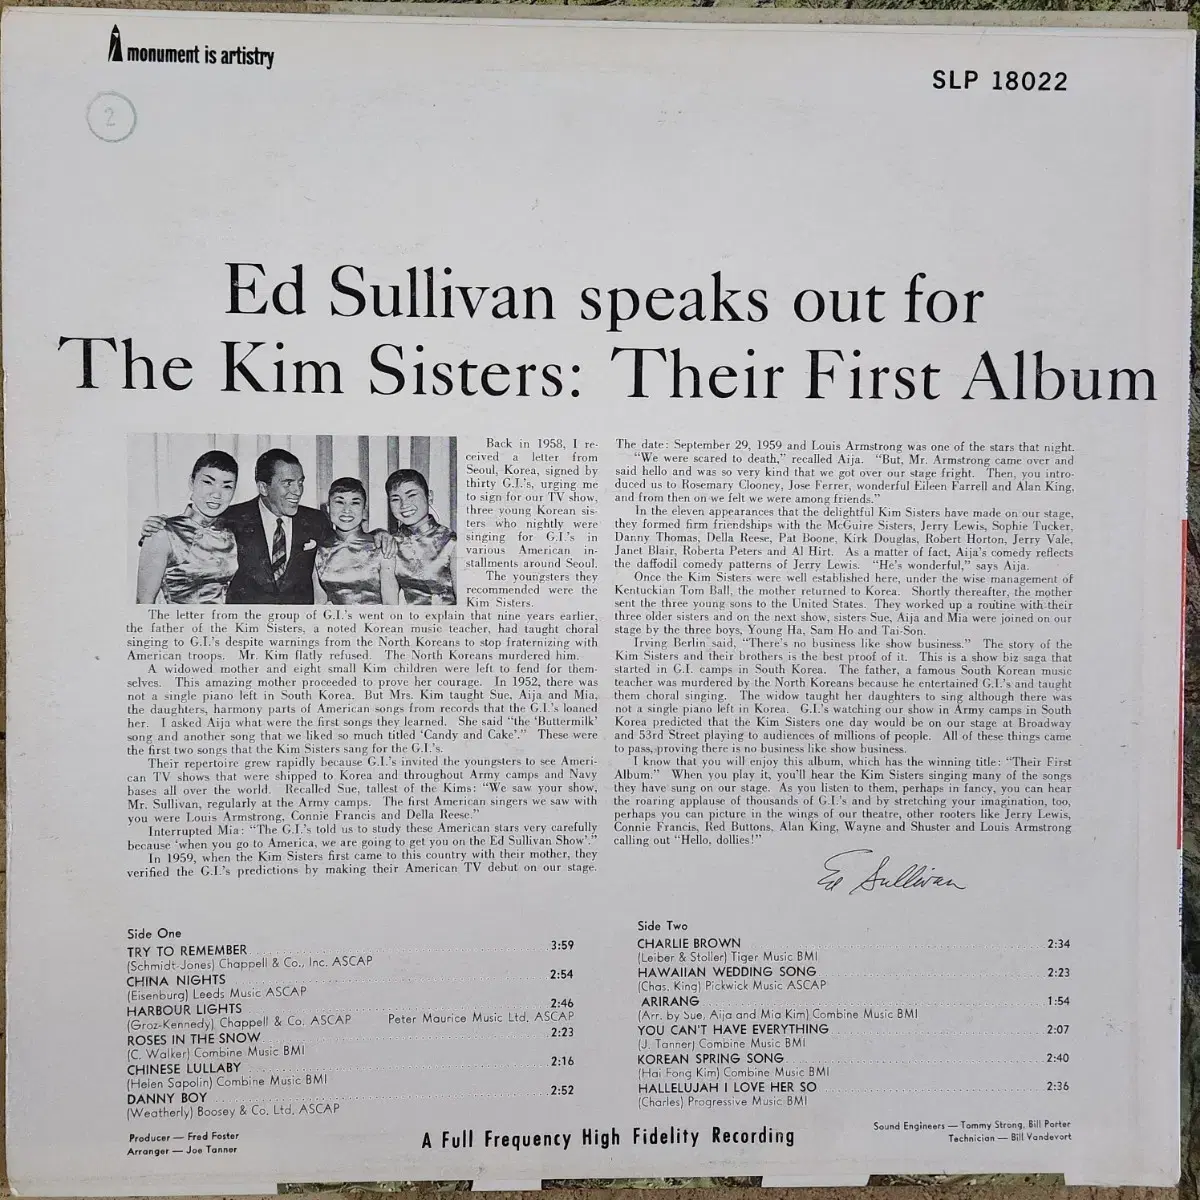 monument is artistry
SLP 18022
2
Ed Sullivan speaks out for
The Kim Sisters: Their First Album
Back in 1958, I re-
ceived a letter from
Seoul, Korea, signed by
thirty G.I.'s, urging me
to sign for our TV show,
three young Korean sis-
ters who nightly were
singing for G.I.'s in
various American in-
stallments around Seoul.
The youngsters they
recommended were the
Kim Sisters.
The letter from the group of G.I.'s went on to explain that nine years earlier,
the father of the Kim Sisters, a noted Korean music teacher, had taught choral
singing to G.I.'s despite warnings from the North Koreans to stop fraternizing with
American troops. Mr. Kim flatly refused. The North Koreans murdered him.
A widowed mother and eight small Kim children were left to fend for them-
selves. This amazing mother proceeded to prove her courage. In 1952, there was
not a single piano left in South Korea. But Mrs. Kim taught Sue, Aija and Mia,
the daughters, harmony parts of American songs from records that the G.I.'s loaned
her. I asked Aija what were the first songs they learned. She said "the 'Buttermilk'
song and another song that we liked so much titled 'Candy and Cake'." These were
the first two songs that the Kim Sisters sang for the G.I.'s.
Their repertoire grew rapidly because G.I.'s invited the youngsters to see Ameri-
can TV shows that were shipped to Korea and throughout Army camps and Navy
bases all over the world. Recalled Sue, tallest of the Kims: "We saw your show,
Mr. Sullivan, regularly at the Army camps. The first American singers we saw with
you were Louis Armstrong, Connie Francis and Della Reese."
Interrupted Mia: "The G.I.'s told us to study these American stars very carefully
because 'when you go to America, we are going to get you on the Ed Sullivan Show'."
In 1959, when the Kim Sisters first came to this country with their mother, they
verified the G.I.'s predictions by making their American TV debut on our stage.
The date: September 29, 1959 and Louis Armstrong was one of the stars that night.
"We were scared to death," recalled Aija. "But, Mr. Armstrong came over and
said hello and was so very kind that we got over our stage fright. Then, you intro-
duced us to Rosemary Clooney, Jose Ferrer, wonderful Eileen Farrell and Alan King,
and from then on we felt we were among friends."
In the eleven appearances that the delightful Kim Sisters have made on our stage,
they formed firm friendships with the McGuire Sisters, Jerry Lewis, Sophie Tucker,
Danny Thomas, Della Reese, Pat Boone, Kirk Douglas, Robert Horton, Jerry Vale,
Janet Blair, Roberta Peters and Al Hirt. As a matter of fact, Aija's comedy reflects
the daffodil comedy patterns of Jerry Lewis. "He's wonderful," says Aija.
Once the Kim Sisters were well established here, under the wise management of
Kentuckian Tom Ball, the mother returned to Korea. Shortly thereafter, the mother
sent the three young sons to the United States. They worked up a routine with their
three older sisters and on the next show, sisters Sue, Aija and Mia were joined on our
stage by the three boys, Young Ha, Sam Ho and Tai-Son.
Irving Berlin said, "There's no business like show business." The story of the
Kim Sisters and their brothers is the best proof of it. This is a show biz saga that
started in G.I. camps in South Korea. The father, a famous South Korean music
teacher was murdered by the North Koreans because he entertained G.I.'s and taught
them choral singing. The widow taught her daughters to sing although there was
not a single piano left in Korea. G.I.'s watching our show in Army camps in South
Korea predicted that the Kim Sisters one day would be on our stage at Broadway
and 53rd Street playing to audiences of millions of people. All of these things came
to pass, proving there is no business like show business.
I know that you will enjoy this album, which has the winning title: "Their First
Album." When you play it, you'll hear the Kim Sisters singing many of the songs
they have sung on our stage. As you listen to them, perhaps in fancy, you can hear
the roaring applause of thousands of G.I.'s and by stretching your imagination, too,
perhaps you can picture in the wings of our theatre, other rooters like Jerry Lewis,
Connie Francis, Red Buttons, Alan King, Wayne and Shuster and Louis Armstrong
calling out "Hello, dollies!"
Ed Sullivan
Side One
TRY TO REMEMBER 3:59
(Schmidt-Jones) Chappell & Co., Inc. ASCAP
CHINA NIGHTS 2:54
(Eisenburg) Leeds Music ASCAP
HARBOUR LIGHTS 2:46
(Groz-Kennedy) Chappell & Co. ASCAP Peter Maurice Music Ltd. ASCAP
ROSES IN THE SNOW 2:23
(C. Walker) Combine Music BMI
CHINESE LULLABY 2:16
(Helen Sapolin) Combine Music BMI
DANNY BOY 2:52
(Weatherly) Boosey & Co. Ltd. ASCAP
Side Two
CHARLIE BROWN 2:34
(Leiber & Stoller) Tiger Music BMI
HAWAIIAN WEDDING SONG 2:23
(Chas. King) Pickwick Music ASCAP
ARIRANG 1:54
(Arr. by Sue, Aija and Mia Kim) Combine Music BMI
YOU CAN'T HAVE EVERYTHING 2:07
(J. Tanner) Combine Music BMI
KOREAN SPRING SONG 2:40
(Hai Fong Kim) Combine Music BMI
HALLELUJAH I LOVE HER SO 2:36
(Charles) Progressive Music BMI
Producer — Fred Foster
Arranger — Joe Tanner
A Full Frequency High Fidelity Recording
Sound Engineers — Tommy Strong, Bill Porter
Technician — Bill Vandevort